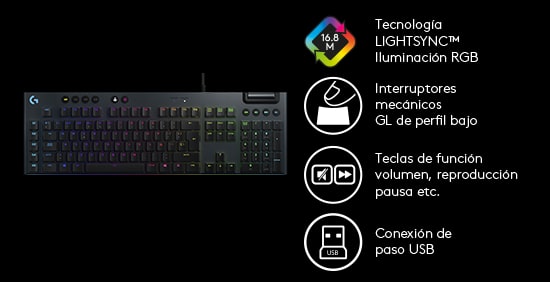 G
16.8
M
Tecnología
LIGHTSYNC™
Iluminación RGB
Interruptores
mecánicos
GL de perfil bajo
Teclas de función
volumen, reproducción
pausa etc.
USB
Conexión de
paso USB